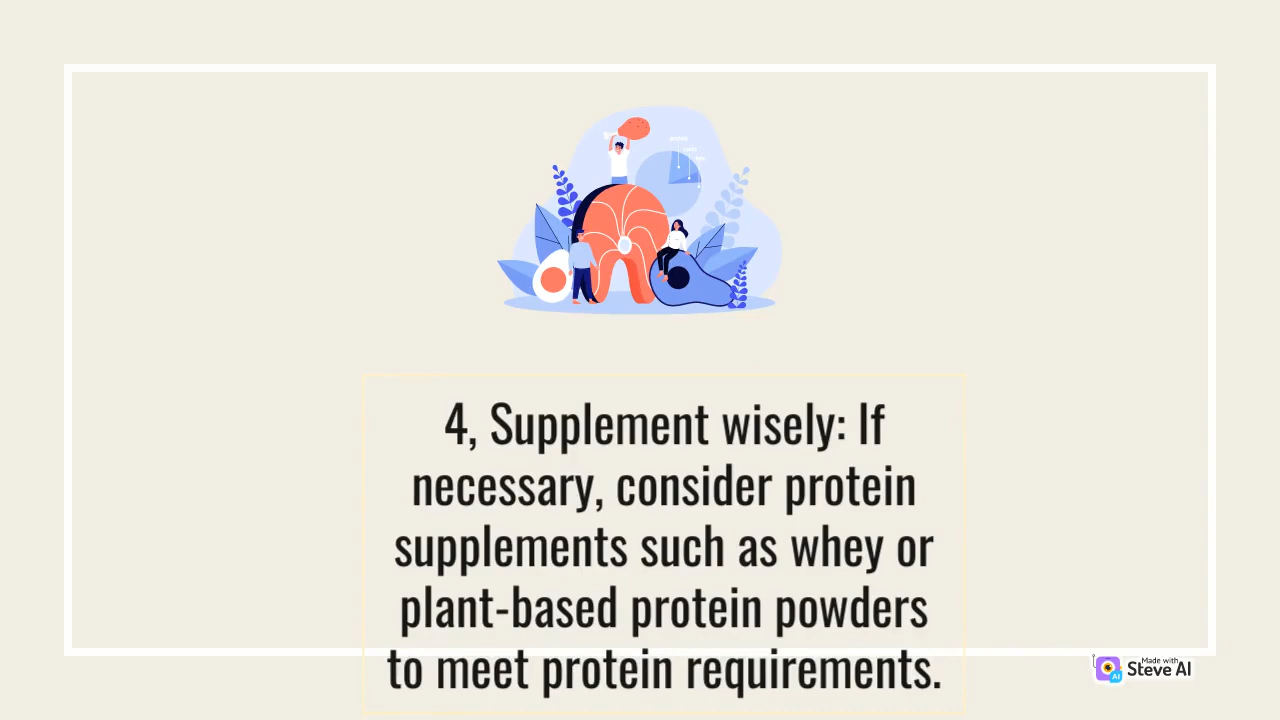 4, Supplement wisely: If
necessary, consider protein
supplements such as whey or
plant-based protein powders
to meet protein requirements.
Made with
Steve AI
AI